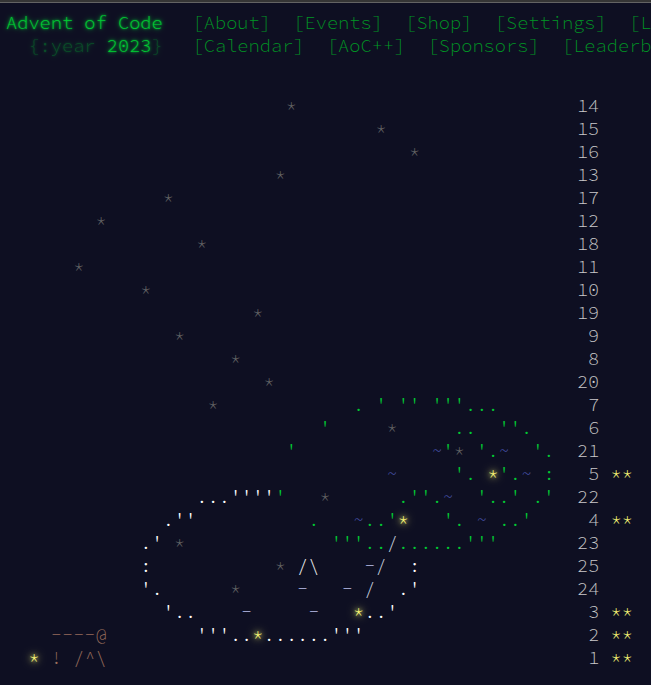 Advent of Code [About] [Events] [Shop] [Settings] [L
{:year 2023} [Calendar] [AoC++] [Sponsors] [Leaderb
* 14
* 15
* 16
* 13
* 17
* 12
* 18
* 11
* 10
* 19
* 9
* 8
* 20
* . ' '' '''... 7
' * .. ''. 6
' ~'* '.~ '. 21
~ '. *'.~ : 5 **
...''''' * .''.~ '..' .' 22
.'' . ~..'* '. ~ ..' 4 **
.' * '''../......''' 23
: * /\ -/ : 25
'. * - - / .' 24
'.. - - *..' 3 **
----@ '''..*......''' 2 **
* ! /^\ 1 **